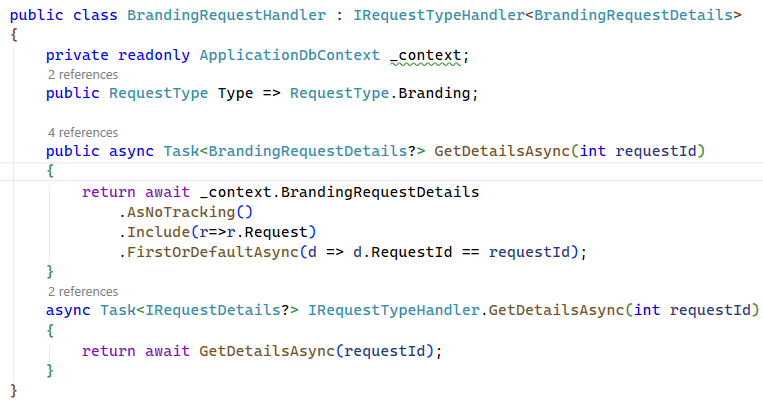 public class BrandingRequestHandler : IRequestTypeHandler<BrandingRequestDetails>
{
    private readonly ApplicationDbContext _context;
    2 references
    public RequestType Type => RequestType.Branding;

    4 references
    public async Task<BrandingRequestDetails?> GetDetailsAsync(int requestId)
    {
        return await _context.BrandingRequestDetails
            .AsNoTracking()
            .Include(r=>r.Request)
            .FirstOrDefaultAsync(d => d.RequestId == requestId);
    }
    2 references
    async Task<IRequestDetails?> IRequestTypeHandler.GetDetailsAsync(int requestId)
    {
        return await GetDetailsAsync(requestId);
    }
}